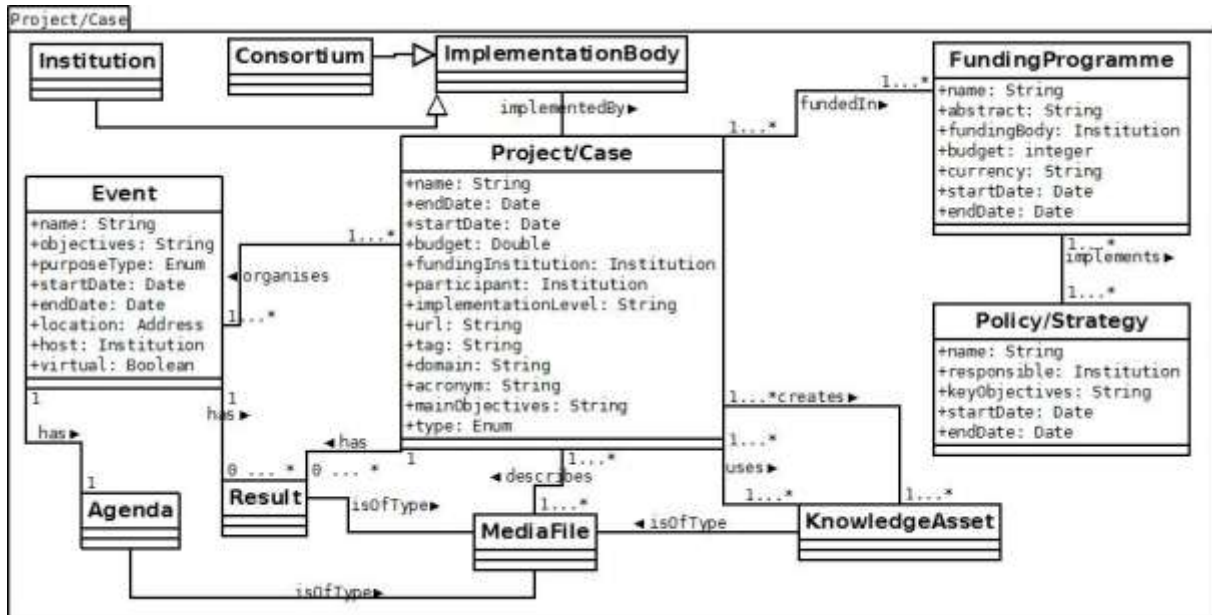 Project/Case
Institution
Consortium
ImplementationBody
implementedBy►
FundingProgramme
+name: String
+abstract: String
+fundingBody: Institution
+budget: integer
+currency: String
+startDate: Date
+endDate: Date
1...*
fundedIn►
1...*
Project/Case
+name: String
+endDate: Date
+startDate: Date
+budget: Double
+fundingInstitution: Institution
+participant: Institution
+implementationLevel: String
+url: String
+tag: String
+domain: String
+acronym: String
+mainObjectives: String
+type: Enum
Event
+name: String
+objectives: String
+purposeType: Enum
+startDate: Date
+endDate: Date
+location: Address
+host: Institution
+virtual: Boolean
1...*
◄organises
1...*
1...*
implements►
1...*
Policy/Strategy
+name: String
+responsible: Institution
+keyObjectives: String
+startDate: Date
+endDate: Date
1
has►
1
1
has►
0 ... *
◄has
1
0 ... *
1...*
◄describes
1...*
1...*creates►
1...*
1...*
uses►
1...*
Agenda
Result
isOfType►
MediaFile
◄isOfType
KnowledgeAsset
isOfType►